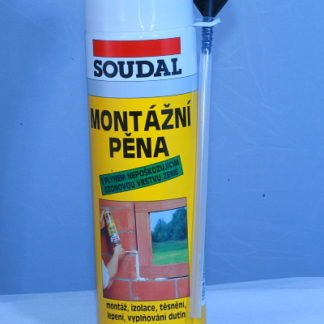 SOUDAL
MONTÁŽNÍ
PĚNA
S PLYNEM NEPOŠKOZUJÍCÍM
OZONOVOU VRSTVU ZEMĚ
montáž, izolace, těsnění,
lepení, vyplňování dutin